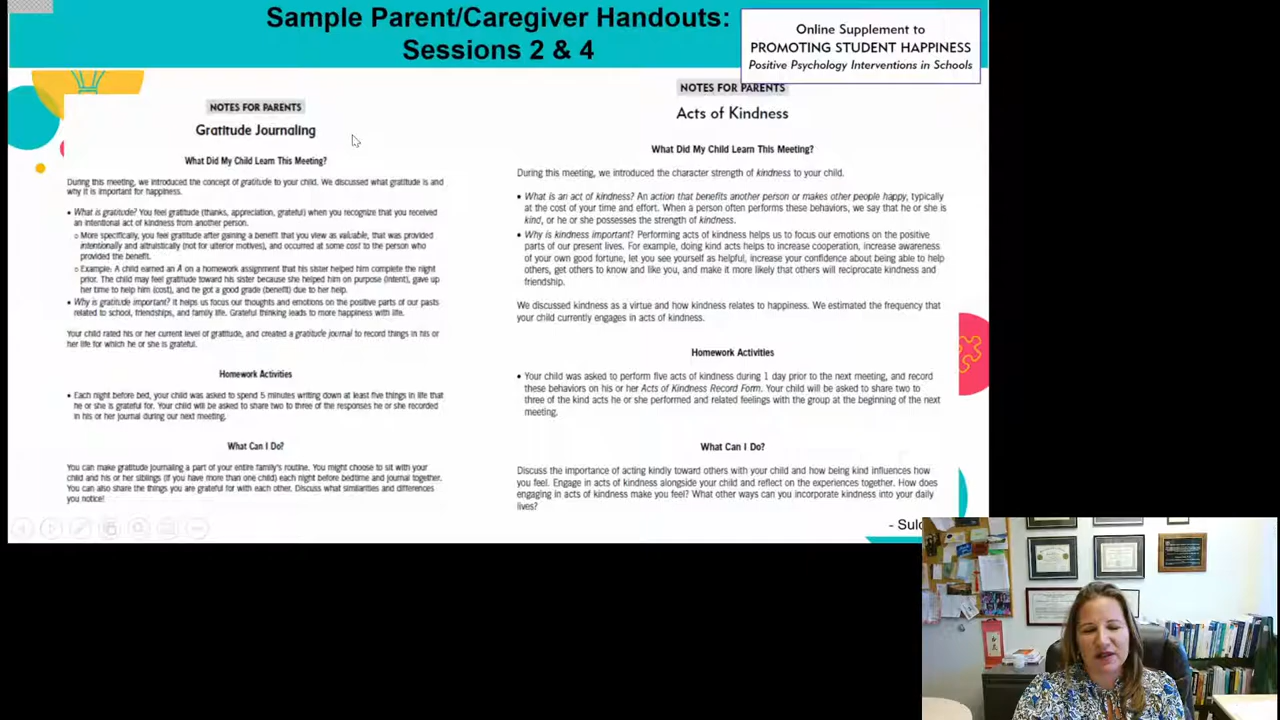 Sample Parent/Caregiver Handouts:
Sessions 2 & 4
Online Supplement to
PROMOTING STUDENT HAPPINESS
Positive Psychology Interventions in Schools
NOTES FOR PARENTS
Gratitude Journaling
What Did My Child Learn This Meeting?
During this meeting, we introduced the concept of gratitude to your child. We discussed what gratitude is and
why it is important for happiness.
• What is gratitude? You feel gratitude (thanks, appreciation, grateful) when you recognize that you received
an intentional act of kindness from another person.
○ More specifically, you feel gratitude after gaining a benefit that you view as valuable, that was provided
intentionally and altruistically (not for ulterior motives), and occurred at some cost to the person who
provided the benefit.
○ Example: A child earned an A on a homework assignment that his sister helped him complete the night
prior. The child may feel gratitude toward his sister because she helped him on purpose (intent), gave up
her time to help him (cost), and he got a good grade (benefit) due to her help.
• Why is gratitude important? It helps us focus our thoughts and emotions on the positive parts of our pasts
related to school, friendships, and family life. Grateful thinking leads to more happiness with life.
Your child rated his or her current level of gratitude, and created a gratitude journal to record things in his or
her life for which he or she is grateful.
Homework Activities
• Each night before bed, your child was asked to spend 5 minutes writing down at least five things in life that
he or she is grateful for. Your child will be asked to share two to three of the responses he or she recorded
in his or her journal during our next meeting.
What Can I Do?
You can make gratitude journaling a part of your entire family's routine. You might choose to sit with your
child and his or her siblings (if you have more than one child) each night before bedtime and journal together.
You can also share the things you are grateful for with each other. Discuss what similarities and differences
you notice!
NOTES FOR PARENTS
Acts of Kindness
What Did My Child Learn This Meeting?
During this meeting, we introduced the character strength of kindness to your child.
• What is an act of kindness? An action that benefits another person or makes other people happy, typically
at the cost of your time and effort. When a person often performs these behaviors, we say that he or she is
kind, or he or she possesses the strength of kindness.
• Why is kindness important? Performing acts of kindness helps us to focus our emotions on the positive
parts of our present lives. For example, doing kind acts helps to increase cooperation, increase awareness
of your own good fortune, let you see yourself as helpful, increase your confidence about being able to help
others, get others to know and like you, and make it more likely that others will reciprocate kindness and
friendship.
We discussed kindness as a virtue and how kindness relates to happiness. We estimated the frequency that
your child currently engages in acts of kindness.
Homework Activities
• Your child was asked to perform five acts of kindness during 1 day prior to the next meeting, and record
these behaviors on his or her Acts of Kindness Record Form. Your child will be asked to share two to
three of the kind acts he or she performed and related feelings with the group at the beginning of the next
meeting.
What Can I Do?
Discuss the importance of acting kindly toward others with your child and how being kind influences how
you feel. Engage in acts of kindness alongside your child and reflect on the experiences together. How does
engaging in acts of kindness make you feel? What other ways can you incorporate kindness into your daily
lives?